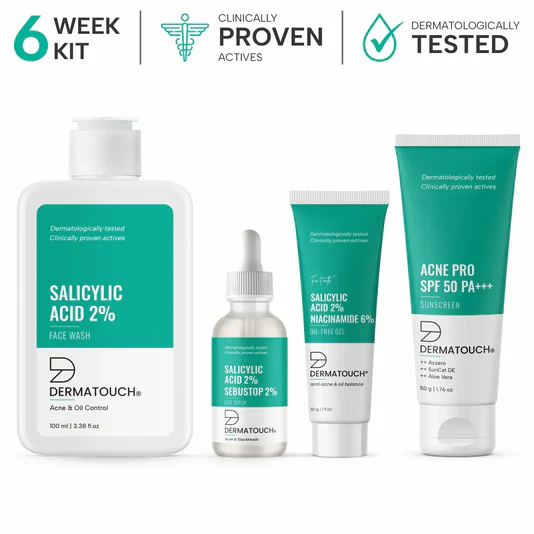 6 WEEK
KIT
CLINICALLY
PROVEN
ACTIVES
DERMATOLOGICALLY
TESTED
Dermatologically tested
Clinically proven actives
SALICYLIC
ACID 2%
FACE WASH
DERMATOUCH®
Acne & Oil Control
100 ml | 3.38 fl.oz
Dermatologically tested
Clinically proven actives
SALICYLIC
ACID 2%
SEBUSTOP 2%
FACE SERUM
DERMATOUCH®
Acne & Blackheads
Dermatologically tested
Clinically proven actives
SALICYLIC
ACID 2%
NIACINAMIDE 6%
OIL-FREE GEL
DERMATOUCH®
anti-acne & oil balance
Dermatologically tested
Clinically proven actives
ACNE PRO
SPF 50 PA+++
SUNSCREEN
DERMATOUCH®
++ Aczero
++ SunCat DE
++ Aloe Vera
50 g | 1.76 oz